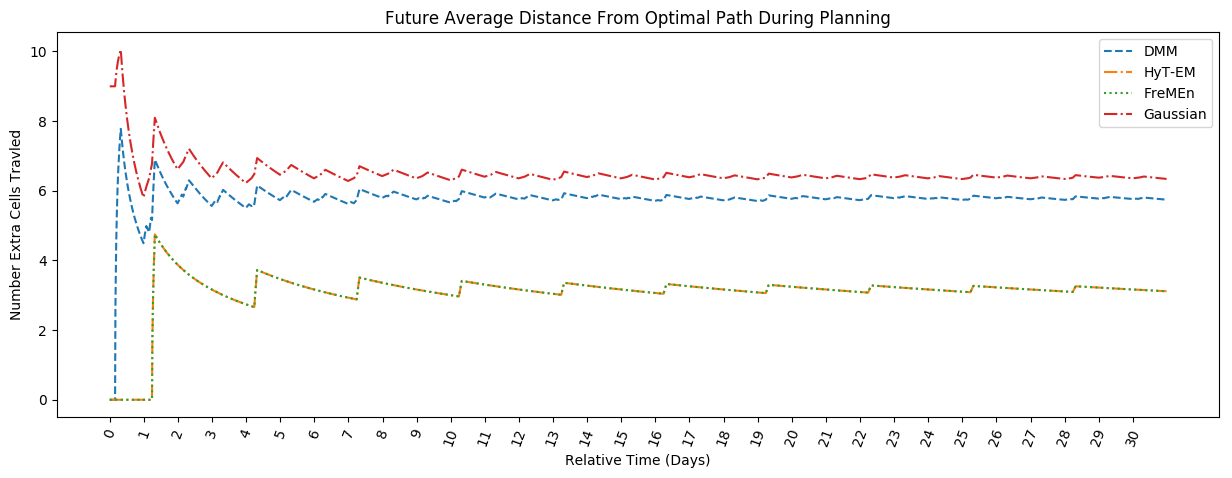 Future Average Distance From Optimal Path During Planning
Number Extra Cells Travled
10
8
6
4
2
0
DMM
HyT-EM
FreMEn
Gaussian
0 1 2 3 4 5 6 7 8 9 10 11 12 13 14 15 16 17 18 19 20 21 22 23 24 25 26 27 28 29 30
Relative Time (Days)